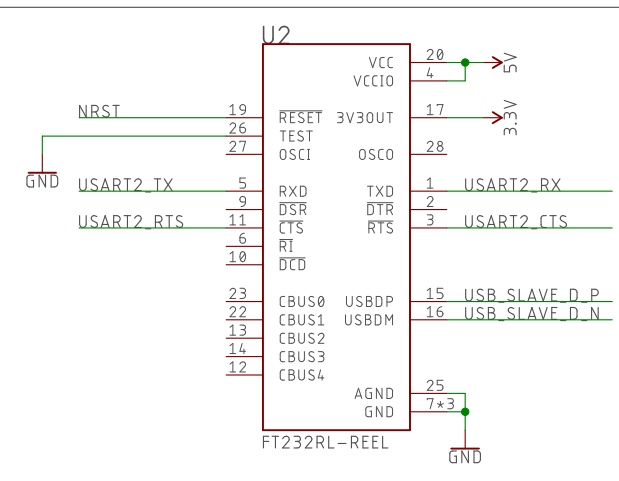 U2
VCC 20 5V
VCCIO 4
NRST 19 RESET 3V3OUT 17 3.3V
26 TEST
27 OSCI OSCO 28
GND
USART2_TX 5 RXD TXD 1 USART2_RX
9 DSR DTR 2
USART2_RTS 11 CTS RTS 3 USART2_CTS
6 RI
10 DCD
23 CBUS0 USBDP 15 USB_SLAVE_D_P
22 CBUS1 USBDM 16 USB_SLAVE_D_N
13 CBUS2
14 CBUS3
12 CBUS4
AGND 25
GND 7*3
FT232RL-REEL
GND